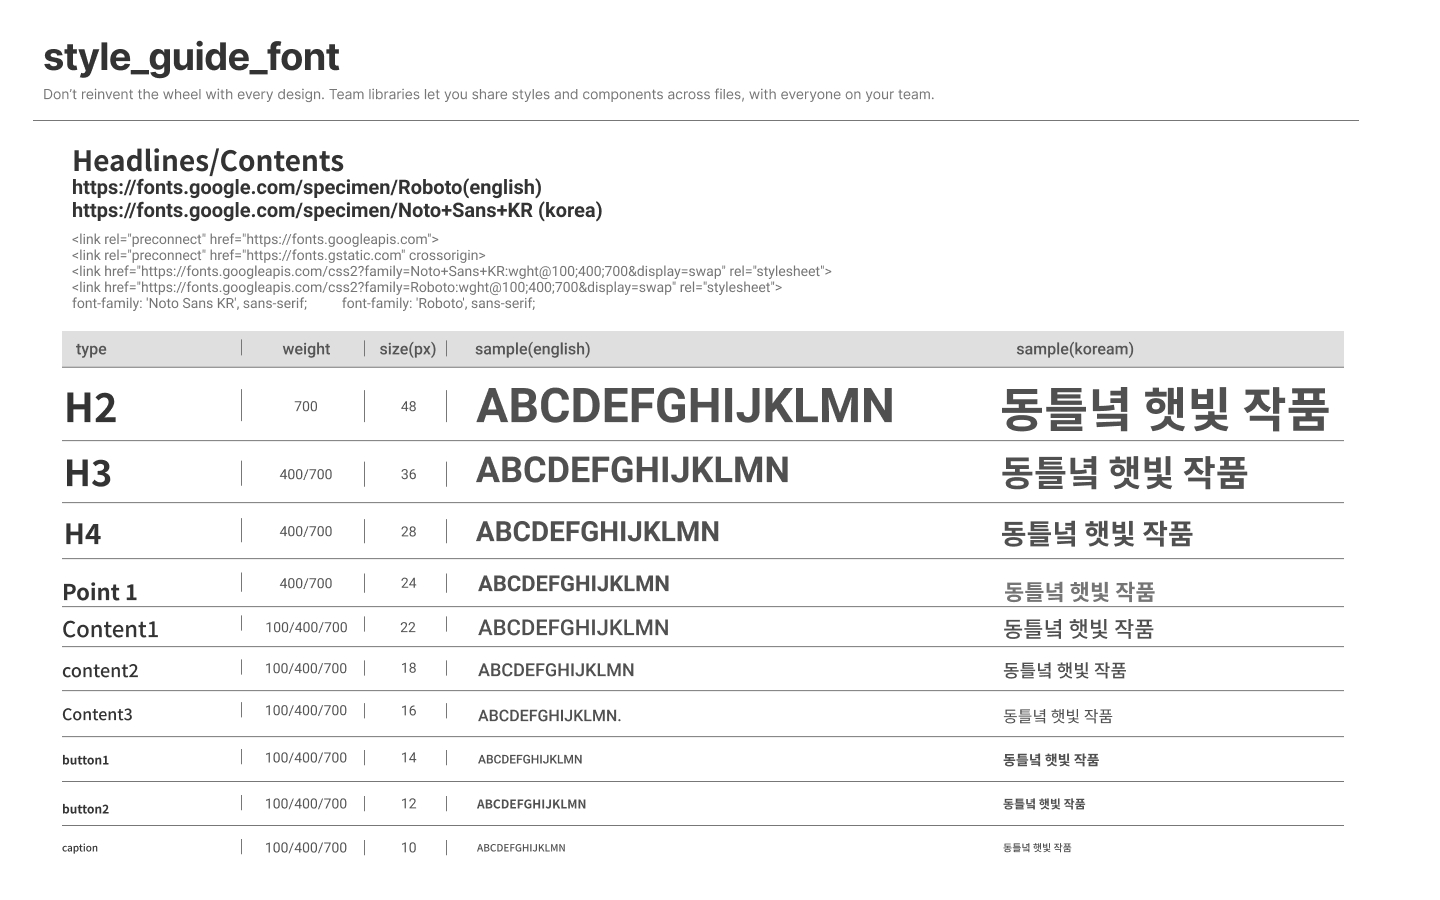 style_guide_font
Don't reinvent the wheel with every design. Team libraries let you share styles and components across files, with everyone on your team.
Headlines/Contents
https://fonts.google.com/specimen/Roboto(english)
https://fonts.google.com/specimen/Noto+Sans+KR (korea)
<link rel="preconnect" href="https://fonts.googleapis.com">
<link rel="preconnect" href="https://fonts.gstatic.com" crossorigin>
<link href="https://fonts.googleapis.com/css2?family=Noto+Sans+KR:wght@100;400;700&display=swap" rel="stylesheet">
<link href="https://fonts.googleapis.com/css2?family=Roboto:wght@100;400;700&display=swap" rel="stylesheet">
font-family: 'Noto Sans KR', sans-serif; font-family: 'Roboto', sans-serif;
type | weight | size(px) | sample(english) sample(koream)
H2 | 700 | 48 | ABCDEFGHIJKLMN 동틀녘 햇빛 작품
H3 | 400/700 | 36 | ABCDEFGHIJKLMN 동틀녘 햇빛 작품
H4 | 400/700 | 28 | ABCDEFGHIJKLMN 동틀녘 햇빛 작품
Point 1 | 400/700 | 24 | ABCDEFGHIJKLMN 동틀녘 햇빛 작품
Content1 | 100/400/700 | 22 | ABCDEFGHIJKLMN 동틀녘 햇빛 작품
content2 | 100/400/700 | 18 | ABCDEFGHIJKLMN 동틀녘 햇빛 작품
Content3 | 100/400/700 | 16 | ABCDEFGHIJKLMN. 동틀녘 햇빛 작품
button1 | 100/400/700 | 14 | ABCDEFGHIJKLMN 동틀녘 햇빛 작품
button2 | 100/400/700 | 12 | ABCDEFGHIJKLMN 동틀녘 햇빛 작품
caption | 100/400/700 | 10 | ABCDEFGHIJKLMN 동틀녘 햇빛 작품